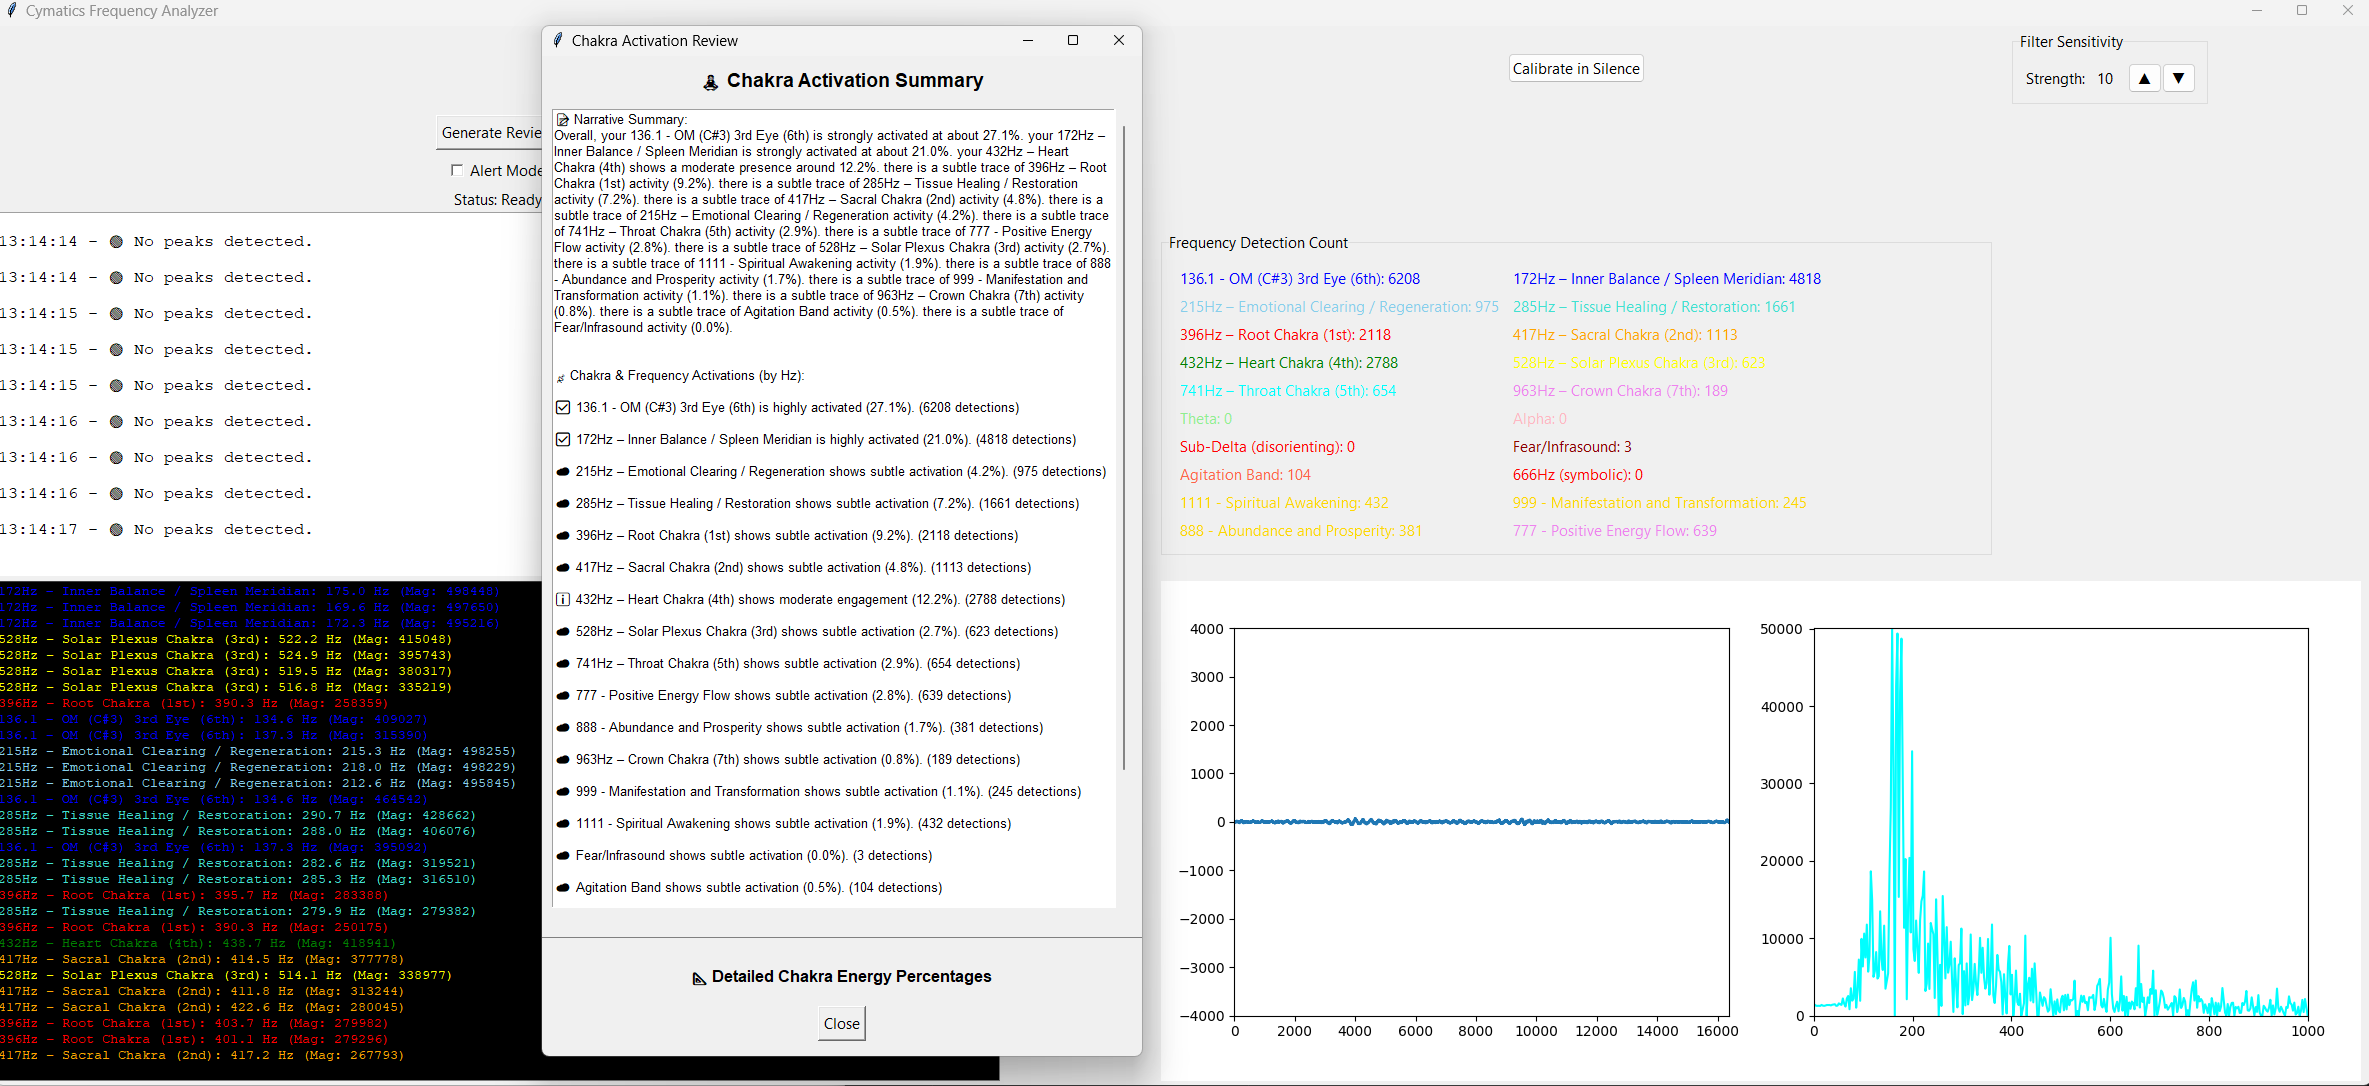 Cymatics Frequency Analyzer
Generate Revie
Alert Mode
Status: Ready
13:14:14 - No peaks detected.
13:14:14 - No peaks detected.
13:14:15 - No peaks detected.
13:14:15 - No peaks detected.
13:14:15 - No peaks detected.
13:14:16 - No peaks detected.
13:14:16 - No peaks detected.
13:14:16 - No peaks detected.
13:14:17 - No peaks detected.
172Hz – Inner Balance / Spleen Meridian: 175.0 Hz (Mag: 498448)
172Hz – Inner Balance / Spleen Meridian: 169.6 Hz (Mag: 497650)
172Hz – Inner Balance / Spleen Meridian: 172.3 Hz (Mag: 495216)
528Hz – Solar Plexus Chakra (3rd): 522.2 Hz (Mag: 415048)
528Hz – Solar Plexus Chakra (3rd): 524.9 Hz (Mag: 395743)
528Hz – Solar Plexus Chakra (3rd): 519.5 Hz (Mag: 380317)
528Hz – Solar Plexus Chakra (3rd): 516.8 Hz (Mag: 335219)
396Hz – Root Chakra (1st): 390.3 Hz (Mag: 258359)
136.1 - OM (C#3) 3rd Eye (6th): 134.6 Hz (Mag: 409027)
136.1 - OM (C#3) 3rd Eye (6th): 137.3 Hz (Mag: 315390)
215Hz – Emotional Clearing / Regeneration: 215.3 Hz (Mag: 498255)
215Hz – Emotional Clearing / Regeneration: 218.0 Hz (Mag: 498229)
215Hz – Emotional Clearing / Regeneration: 212.6 Hz (Mag: 495845)
136.1 - OM (C#3) 3rd Eye (6th): 134.6 Hz (Mag: 464542)
285Hz – Tissue Healing / Restoration: 290.7 Hz (Mag: 428662)
285Hz – Tissue Healing / Restoration: 288.0 Hz (Mag: 406076)
136.1 - OM (C#3) 3rd Eye (6th): 137.3 Hz (Mag: 395092)
285Hz – Tissue Healing / Restoration: 282.6 Hz (Mag: 319521)
285Hz – Tissue Healing / Restoration: 285.3 Hz (Mag: 316510)
396Hz – Root Chakra (1st): 395.7 Hz (Mag: 283388)
285Hz – Tissue Healing / Restoration: 279.9 Hz (Mag: 279382)
396Hz – Root Chakra (1st): 390.3 Hz (Mag: 250175)
432Hz – Heart Chakra (4th): 438.7 Hz (Mag: 418941)
417Hz – Sacral Chakra (2nd): 414.5 Hz (Mag: 377778)
528Hz – Solar Plexus Chakra (3rd): 514.1 Hz (Mag: 338977)
417Hz – Sacral Chakra (2nd): 411.8 Hz (Mag: 313244)
417Hz – Sacral Chakra (2nd): 422.6 Hz (Mag: 280045)
396Hz – Root Chakra (1st): 403.7 Hz (Mag: 279982)
396Hz – Root Chakra (1st): 401.1 Hz (Mag: 279296)
417Hz – Sacral Chakra (2nd): 417.2 Hz (Mag: 267793)
Chakra Activation Review
Chakra Activation Summary
Narrative Summary:
Overall, your 136.1 - OM (C#3) 3rd Eye (6th) is strongly activated at about 27.1%. your 172Hz –
Inner Balance / Spleen Meridian is strongly activated at about 21.0%. your 432Hz – Heart
Chakra (4th) shows a moderate presence around 12.2%. there is a subtle trace of 396Hz – Root
Chakra (1st) activity (9.2%). there is a subtle trace of 285Hz – Tissue Healing / Restoration
activity (7.2%). there is a subtle trace of 417Hz – Sacral Chakra (2nd) activity (4.8%). there is a
subtle trace of 215Hz – Emotional Clearing / Regeneration activity (4.2%). there is a subtle trace
of 741Hz – Throat Chakra (5th) activity (2.9%). there is a subtle trace of 777 - Positive Energy
Flow activity (2.8%). there is a subtle trace of 528Hz – Solar Plexus Chakra (3rd) activity (2.7%).
there is a subtle trace of 1111 - Spiritual Awakening activity (1.9%). there is a subtle trace of 888
- Abundance and Prosperity activity (1.7%). there is a subtle trace of 999 - Manifestation and
Transformation activity (1.1%). there is a subtle trace of 963Hz – Crown Chakra (7th) activity
(0.8%). there is a subtle trace of Agitation Band activity (0.5%). there is a subtle trace of
Fear/Infrasound activity (0.0%).
Chakra & Frequency Activations (by Hz):
136.1 - OM (C#3) 3rd Eye (6th) is highly activated (27.1%). (6208 detections)
172Hz – Inner Balance / Spleen Meridian is highly activated (21.0%). (4818 detections)
215Hz – Emotional Clearing / Regeneration shows subtle activation (4.2%). (975 detections)
285Hz – Tissue Healing / Restoration shows subtle activation (7.2%). (1661 detections)
396Hz – Root Chakra (1st) shows subtle activation (9.2%). (2118 detections)
417Hz – Sacral Chakra (2nd) shows subtle activation (4.8%). (1113 detections)
432Hz – Heart Chakra (4th) shows moderate engagement (12.2%). (2788 detections)
528Hz – Solar Plexus Chakra (3rd) shows subtle activation (2.7%). (623 detections)
741Hz – Throat Chakra (5th) shows subtle activation (2.9%). (654 detections)
777 - Positive Energy Flow shows subtle activation (2.8%). (639 detections)
888 - Abundance and Prosperity shows subtle activation (1.7%). (381 detections)
963Hz – Crown Chakra (7th) shows subtle activation (0.8%). (189 detections)
999 - Manifestation and Transformation shows subtle activation (1.1%). (245 detections)
1111 - Spiritual Awakening shows subtle activation (1.9%). (432 detections)
Fear/Infrasound shows subtle activation (0.0%). (3 detections)
Agitation Band shows subtle activation (0.5%). (104 detections)
Detailed Chakra Energy Percentages
Close
Calibrate in Silence
Filter Sensitivity
Strength: 10 ▲ ▼
Frequency Detection Count
136.1 - OM (C#3) 3rd Eye (6th): 6208
172Hz – Inner Balance / Spleen Meridian: 4818
215Hz – Emotional Clearing / Regeneration: 975
285Hz – Tissue Healing / Restoration: 1661
396Hz – Root Chakra (1st): 2118
417Hz – Sacral Chakra (2nd): 1113
432Hz – Heart Chakra (4th): 2788
528Hz – Solar Plexus Chakra (3rd): 623
741Hz – Throat Chakra (5th): 654
963Hz – Crown Chakra (7th): 189
Theta: 0
Alpha: 0
Sub-Delta (disorienting): 0
Fear/Infrasound: 3
Agitation Band: 104
666Hz (symbolic): 0
1111 - Spiritual Awakening: 432
999 - Manifestation and Transformation: 245
888 - Abundance and Prosperity: 381
777 - Positive Energy Flow: 639
4000
3000
2000
1000
0
−1000
−2000
−3000
−4000
0 2000 4000 6000 8000 10000 12000 14000 16000
50000
40000
30000
20000
10000
0
0 200 400 600 800 1000